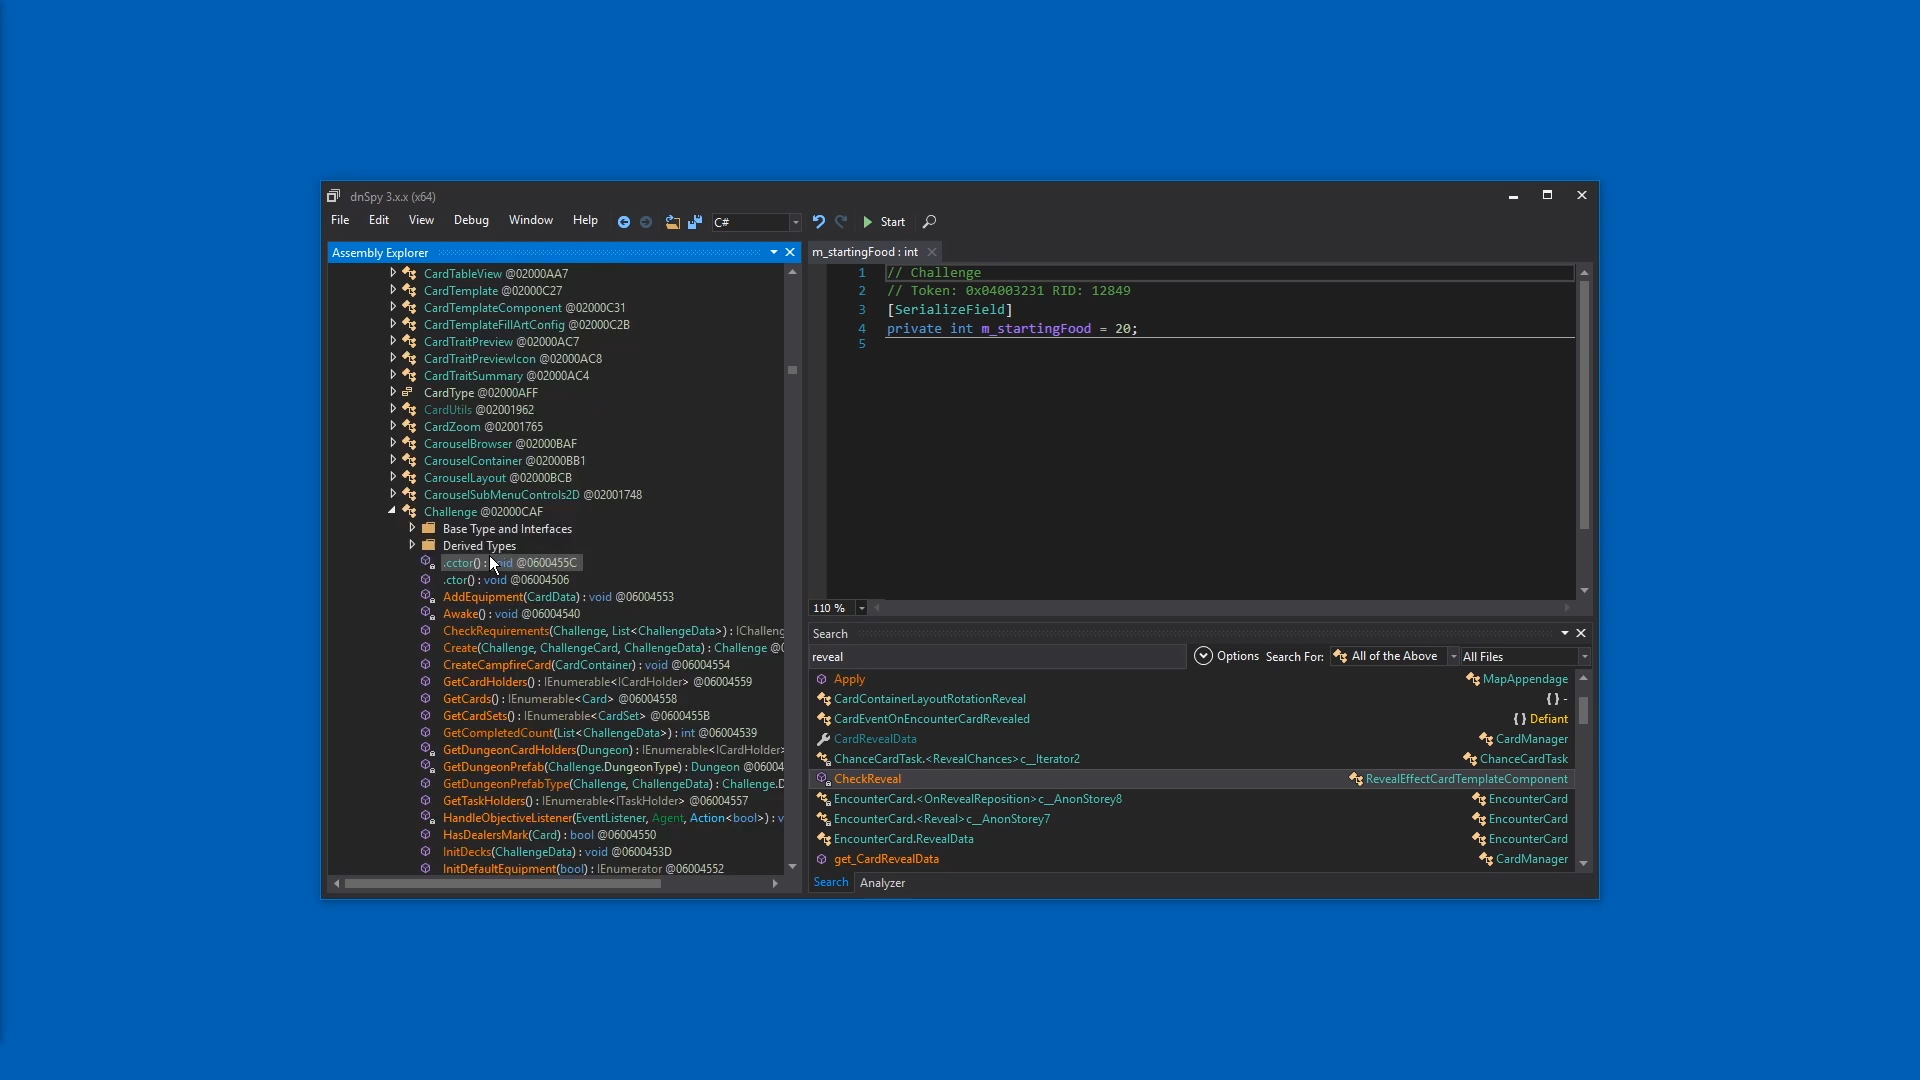 dnSpy 3.x.x (x64)
File Edit View Debug Window Help C# Start
Assembly Explorer
CardTableView @02000AA7
CardTemplate @02000C27
CardTemplateComponent @02000C31
CardTemplateFillArtConfig @02000C2B
CardTraitPreview @02000AC7
CardTraitPreviewIcon @02000AC8
CardTraitSummary @02000AC4
CardType @02000AFF
CardUtils @02001962
CardZoom @02001765
CarouselBrowser @02000BAF
CarouselContainer @02000BB1
CarouselLayout @02000BCB
CarouselSubMenuControls2D @02001748
Challenge @02000CAF
Base Type and Interfaces
Derived Types
.cctor() : void @0600455C
.ctor() : void @06004506
AddEquipment(CardData) : void @06004553
Awake() : void @06004540
CheckRequirements(Challenge, List<ChallengeData>) : IChalleng
Create(Challenge, ChallengeCard, ChallengeData) : Challenge @0
CreateCampfireCard(CardContainer) : void @06004554
GetCardHolders() : IEnumerable<ICardHolder> @06004559
GetCards() : IEnumerable<Card> @06004558
GetCardSets() : IEnumerable<CardSet> @0600455B
GetCompletedCount(List<ChallengeData>) : int @06004539
GetDungeonCardHolders(Dungeon) : IEnumerable<ICardHolder>
GetDungeonPrefab(Challenge.DungeonType) : Dungeon @06004
GetDungeonPrefabType(Challenge, ChallengeData) : Challenge.D
GetTaskHolders() : IEnumerable<ITaskHolder> @06004557
HandleObjectiveListener(EventListener, Agent, Action<bool>) : v
HasDealersMark(Card) : bool @06004550
InitDecks(ChallengeData) : void @0600453D
InitDefaultEquipment(bool) : IEnumerator @06004552
m_startingFood : int
1 // Challenge
2 // Token: 0x04003231 RID: 12849
3 [SerializeField]
4 private int m_startingFood = 20;
5
110 %
Search
reveal Options Search For: All of the Above All Files
Apply MapAppendage
CardContainerLayoutRotationReveal { } -
CardEventOnEncounterCardRevealed { } Defiant
CardRevealData CardManager
ChanceCardTask.<RevealChances>c__Iterator2 ChanceCardTask
CheckReveal RevealEffectCardTemplateComponent
EncounterCard.<OnRevealReposition>c__AnonStorey8 EncounterCard
EncounterCard.<Reveal>c__AnonStorey7 EncounterCard
EncounterCard.RevealData EncounterCard
get_CardRevealData CardManager
Search Analyzer